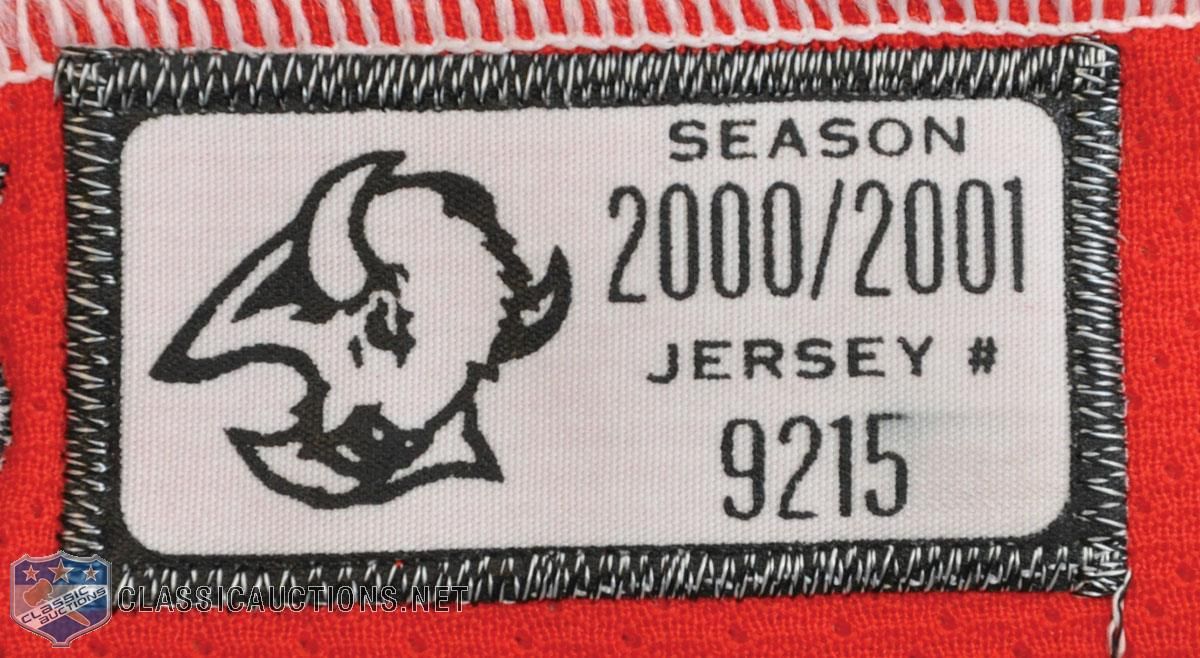 SEASON
2000/2001
JERSEY #
9215
CLASSIC
AUCTIONS
CLASSICAUCTIONS.NET